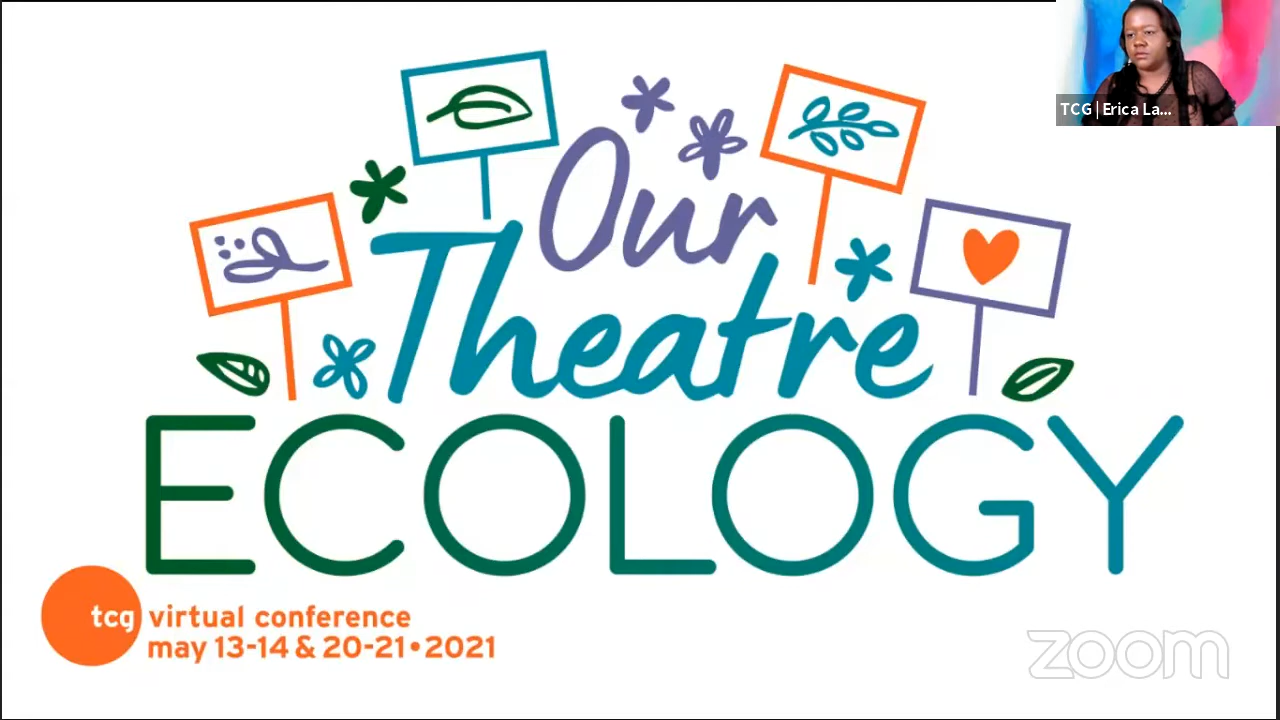 TCG | Erica La...
Our
Theatre
ECOLOGY
tcg virtual conference
may 13-14 & 20-21•2021
zoom